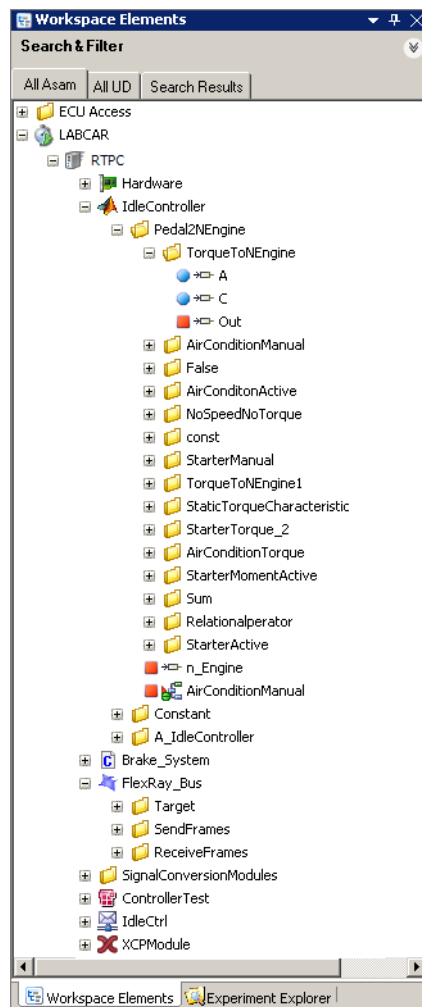 Workspace Elements
Search & Filter
All Asam All UD Search Results
ECU Access
LABCAR
RTPC
Hardware
IdleController
Pedal2NEngine
TorqueToNEngine
A
C
Out
AirConditionManual
False
AirConditonActive
NoSpeedNoTorque
const
StarterManual
TorqueToNEngine1
StaticTorqueCharacteristic
StarterTorque_2
AirConditionTorque
StarterMomentActive
Sum
Relationalperator
StarterActive
n_Engine
AirConditionManual
Constant
A_IdleController
Brake_System
FlexRay_Bus
Target
SendFrames
ReceiveFrames
SignalConversionModules
ControllerTest
IdleCtrl
XCPModule
Workspace Elements Experiment Explorer